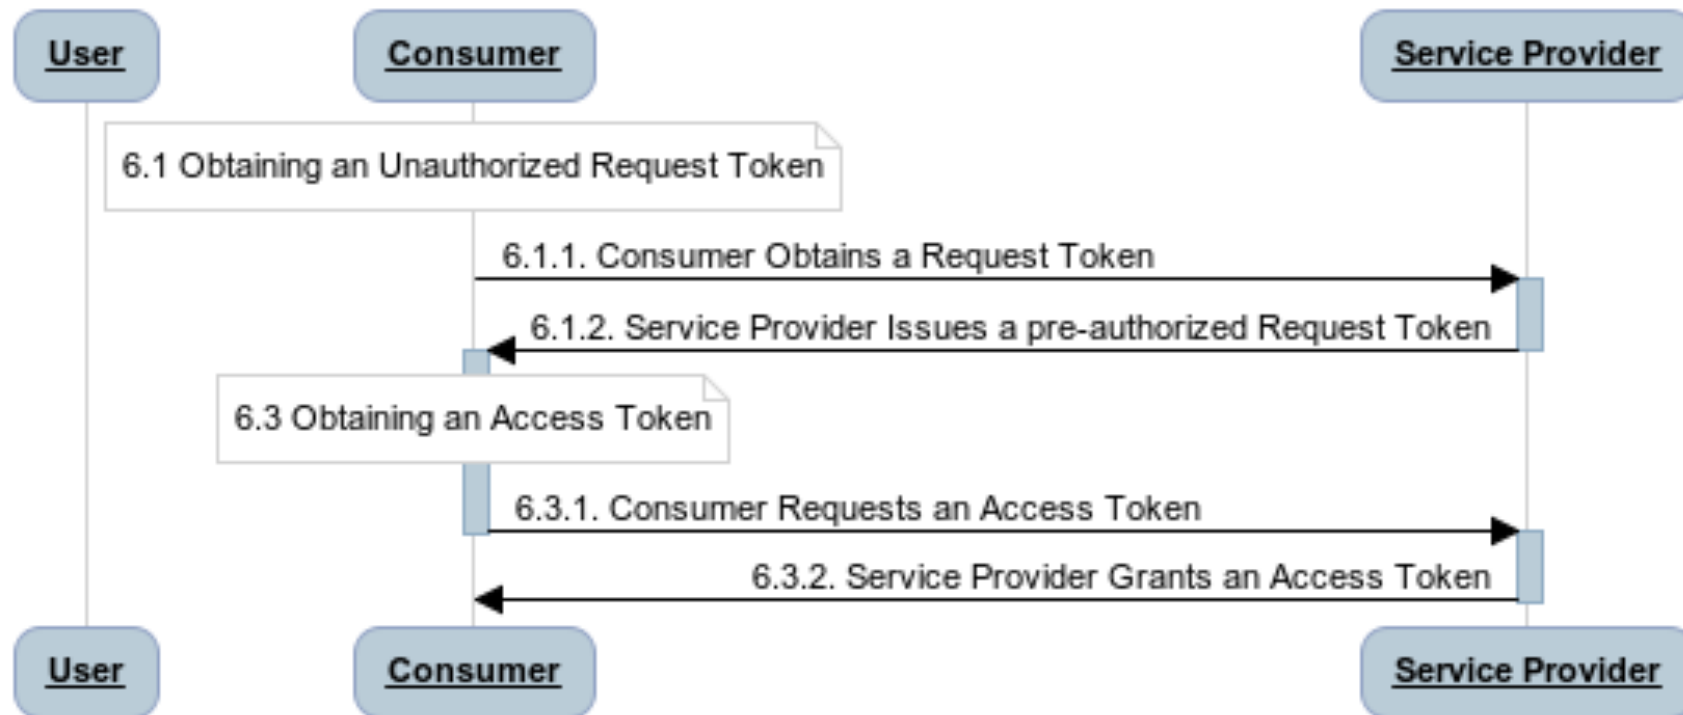 User
Consumer
Service Provider
6.1 Obtaining an Unauthorized Request Token
6.1.1. Consumer Obtains a Request Token
6.1.2. Service Provider Issues a pre-authorized Request Token
6.3 Obtaining an Access Token
6.3.1. Consumer Requests an Access Token
6.3.2. Service Provider Grants an Access Token
User
Consumer
Service Provider